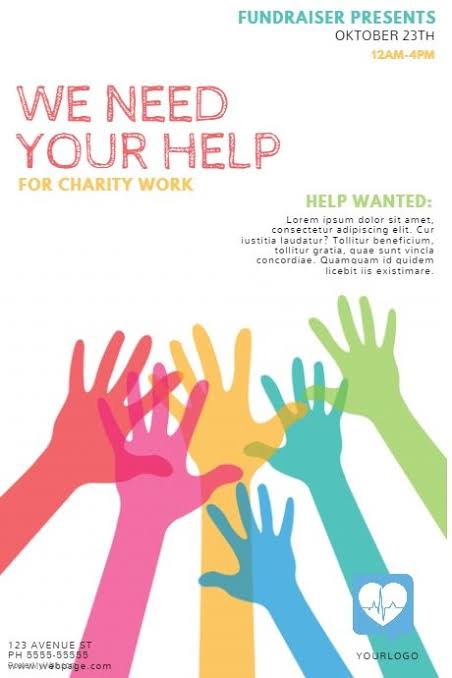 FUNDRAISER PRESENTS
OKTOBER 23TH
12AM-4PM
WE NEED
YOUR HELP
FOR CHARITY WORK
HELP WANTED:
Lorem ipsum dolor sit amet,
consectetur adipiscing elit. Cur
iustitia laudatur? Tollitur beneficium,
tollitur gratia, quae sunt vincla
concordiae. Quamquam id quidem
licebit iis existimare.
123 AVENUE ST
PH 5555-55555
www.webpage.com
YOURLOGO